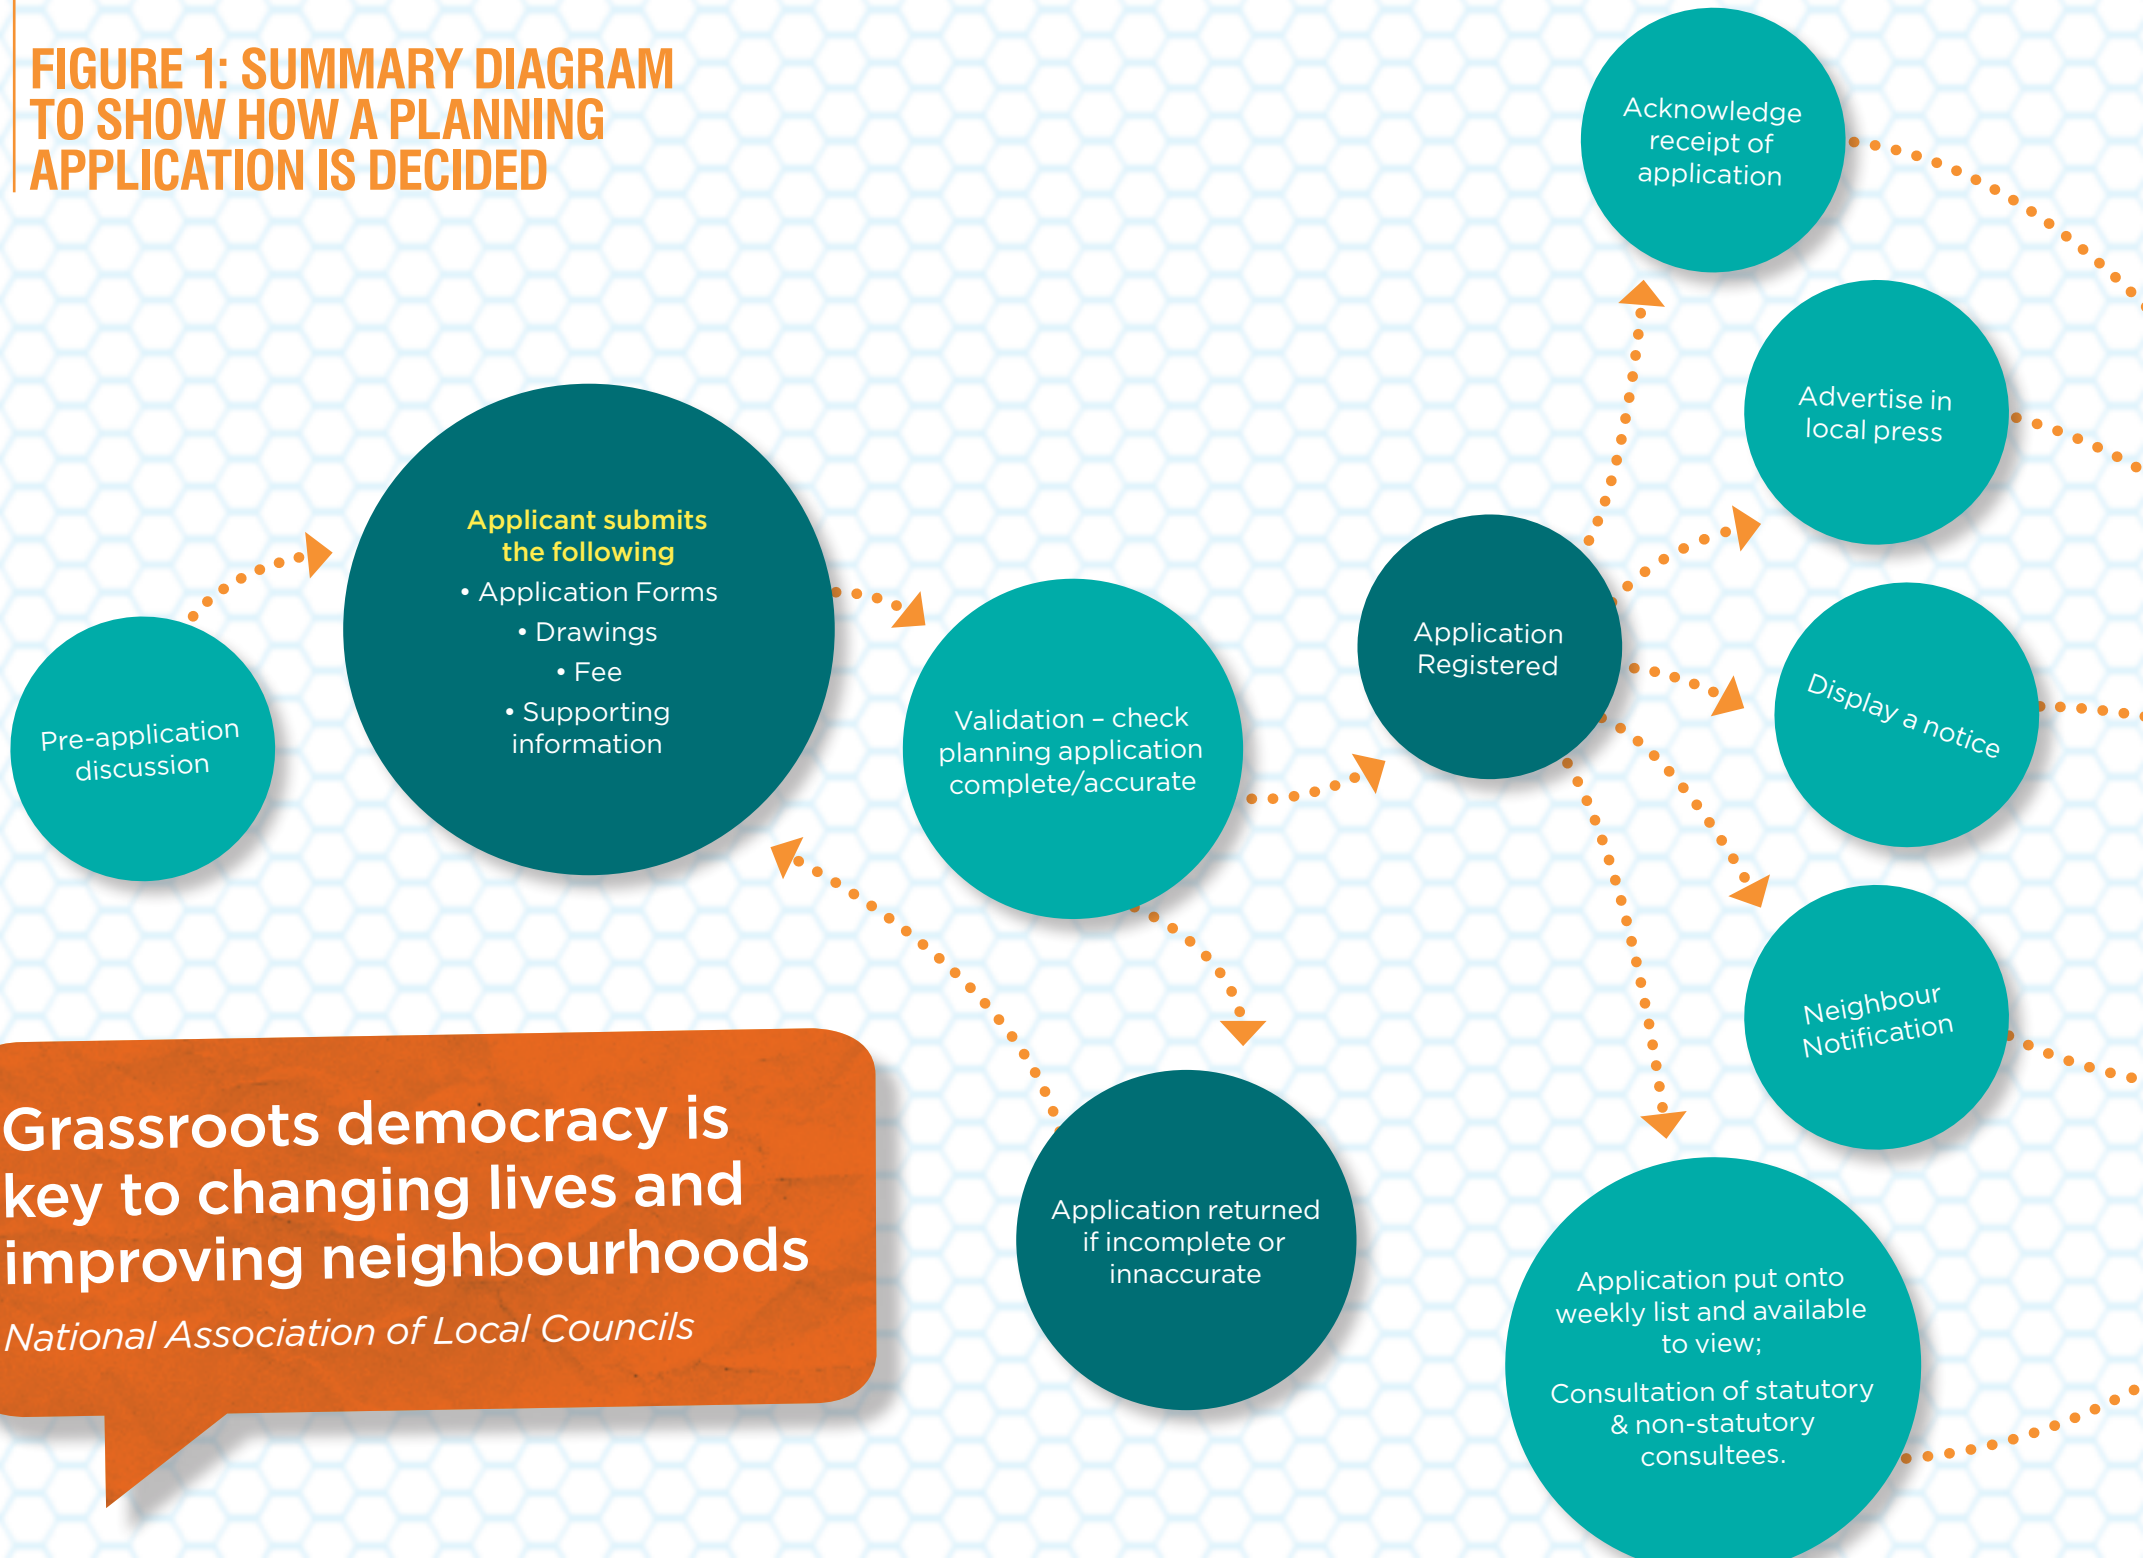 FIGURE 1: SUMMARY DIAGRAM
TO SHOW HOW A PLANNING
APPLICATION IS DECIDED
Pre-application
discussion
Applicant submits
the following
• Application Forms
• Drawings
• Fee
• Supporting
information
Validation – check
planning application
complete/accurate
Application returned
if incomplete or
innaccurate
Application
Registered
Acknowledge
receipt of
application
Advertise in
local press
Display a notice
Neighbour
Notification
Application put onto
weekly list and available
to view;
Consultation of statutory
& non-statutory
consultees.
Grassroots democracy is
key to changing lives and
improving neighbourhoods
National Association of Local Councils